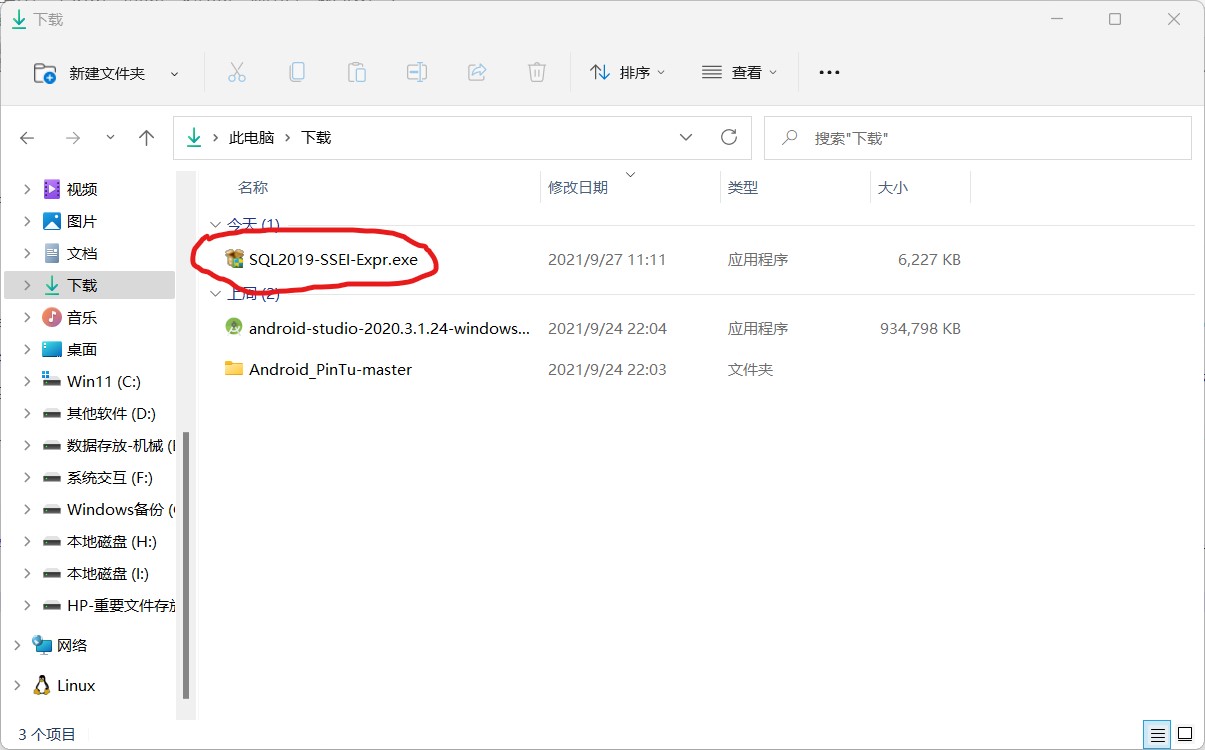 下载
新建文件夹 排序 查看
此电脑 下载 搜索"下载"
名称 修改日期 类型 大小
今天 (1)
SQL2019-SSEI-Expr.exe 2021/9/27 11:11 应用程序 6,227 KB
上周 (2)
android-studio-2020.3.1.24-windows... 2021/9/24 22:04 应用程序 934,798 KB
Android_PinTu-master 2021/9/24 22:03 文件夹
视频
图片
文档
下载
音乐
桌面
Win11 (C:)
其他软件 (D:)
数据存放-机械 (
系统交互 (F:)
Windows备份 (
本地磁盘 (H:)
本地磁盘 (I:)
HP-重要文件存放
网络
Linux
3 个项目